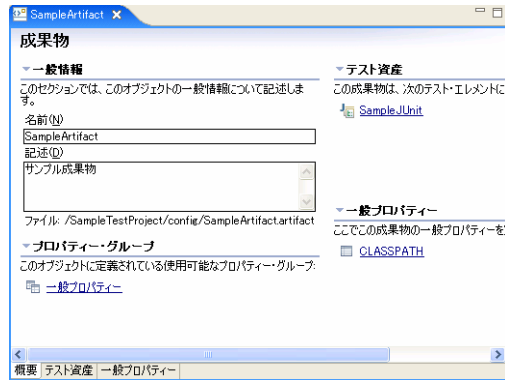 SampleArtifact
成果物
一般情報
このセクションでは、このオブジェクトの一般情報について記述しま
す。
名前(N)
SampleArtifact
記述(D)
サンプル成果物
ファイル: /SampleTestProject/config/SampleArtifact.artifact
プロパティー・グループ
このオブジェクトに定義されている使用可能なプロパティー・グループ:
一般プロパティー
テスト資産
この成果物は、次のテスト・エレメントに
SampleJUnit
一般プロパティー
ここでこの成果物の一般プロパティーを
CLASSPATH
概要 テスト資産 一般プロパティー